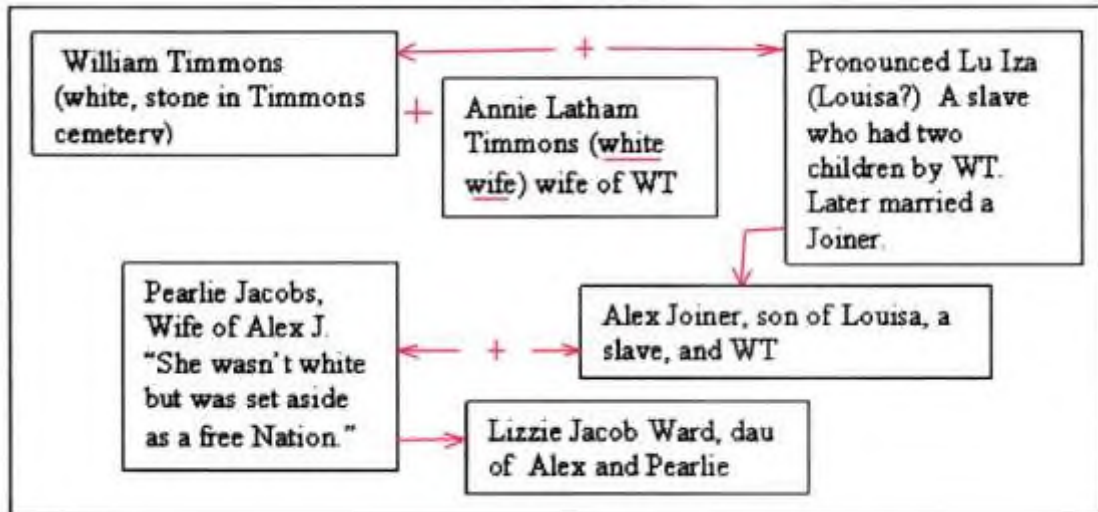 William Timmons
(white, stone in Timmons
cemetery)
+
+
Annie Latham
Timmons (white
wife) wife of WT
Pronounced Lu Iza
(Louisa?) A slave
who had two
children by WT.
Later married a
Joiner.
Pearlie Jacobs,
Wife of Alex J.
“She wasn’t white
but was set aside
as a free Nation.”
+
Alex Joiner, son of Louisa, a
slave, and WT
Lizzie Jacob Ward, dau
of Alex and Pearlie